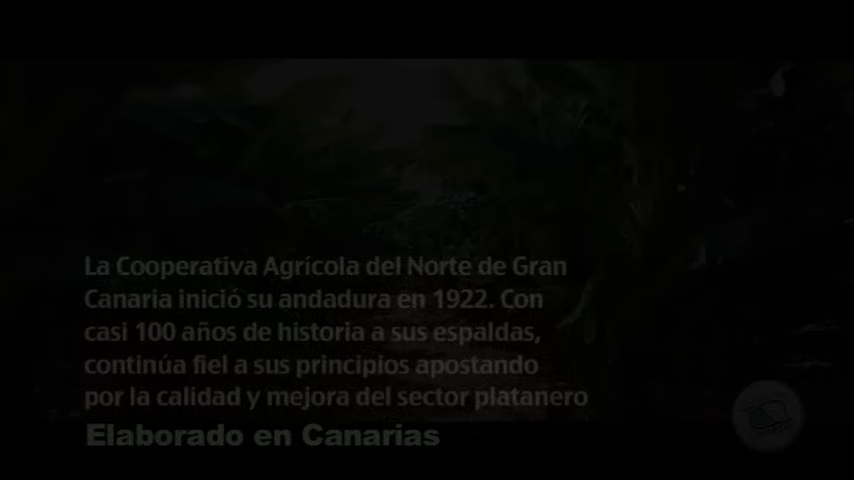 La Cooperativa Agrícola del Norte de Gran
Canaria inició su andadura en 1922. Con
casi 100 años de historia a sus espaldas,
continúa fiel a sus principios apostando
por la calidad y mejora del sector platanero
Elaborado en Canarias